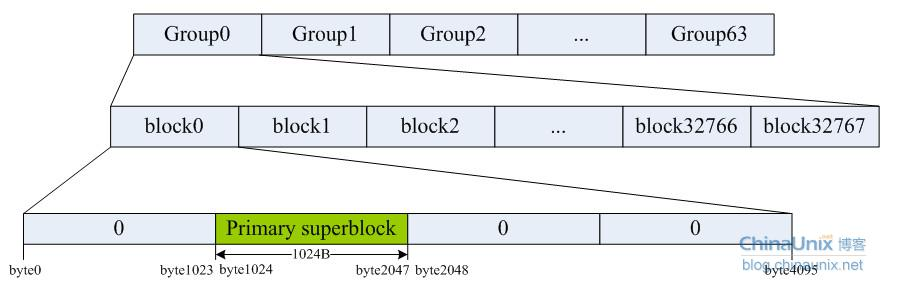 Group0 Group1 Group2 ... Group63
block0 block1 block2 ... block32766 block32767
0 Primary superblock 0 0
1024B
ChinaUnix.net 博客
byte0 byte1023 byte1024 byte2047 byte2048 byte4095
blog.chinaunix.net